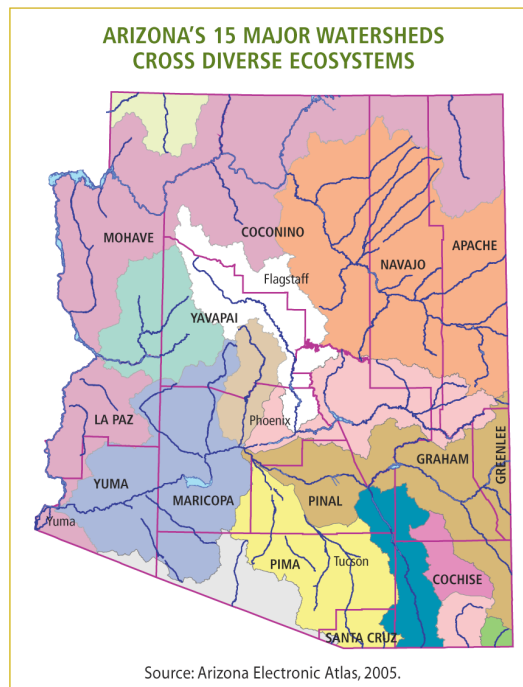 ARIZONA'S 15 MAJOR WATERSHEDS
CROSS DIVERSE ECOSYSTEMS
MOHAVE
COCONINO
APACHE
NAVAJO
Flagstaff
YAVAPAI
LA PAZ
Phoenix
GREENLEE
GRAHAM
YUMA
MARICOPA
PINAL
Yuma
PIMA
Tucson
COCHISE
SANTA CRUZ
Source: Arizona Electronic Atlas, 2005.